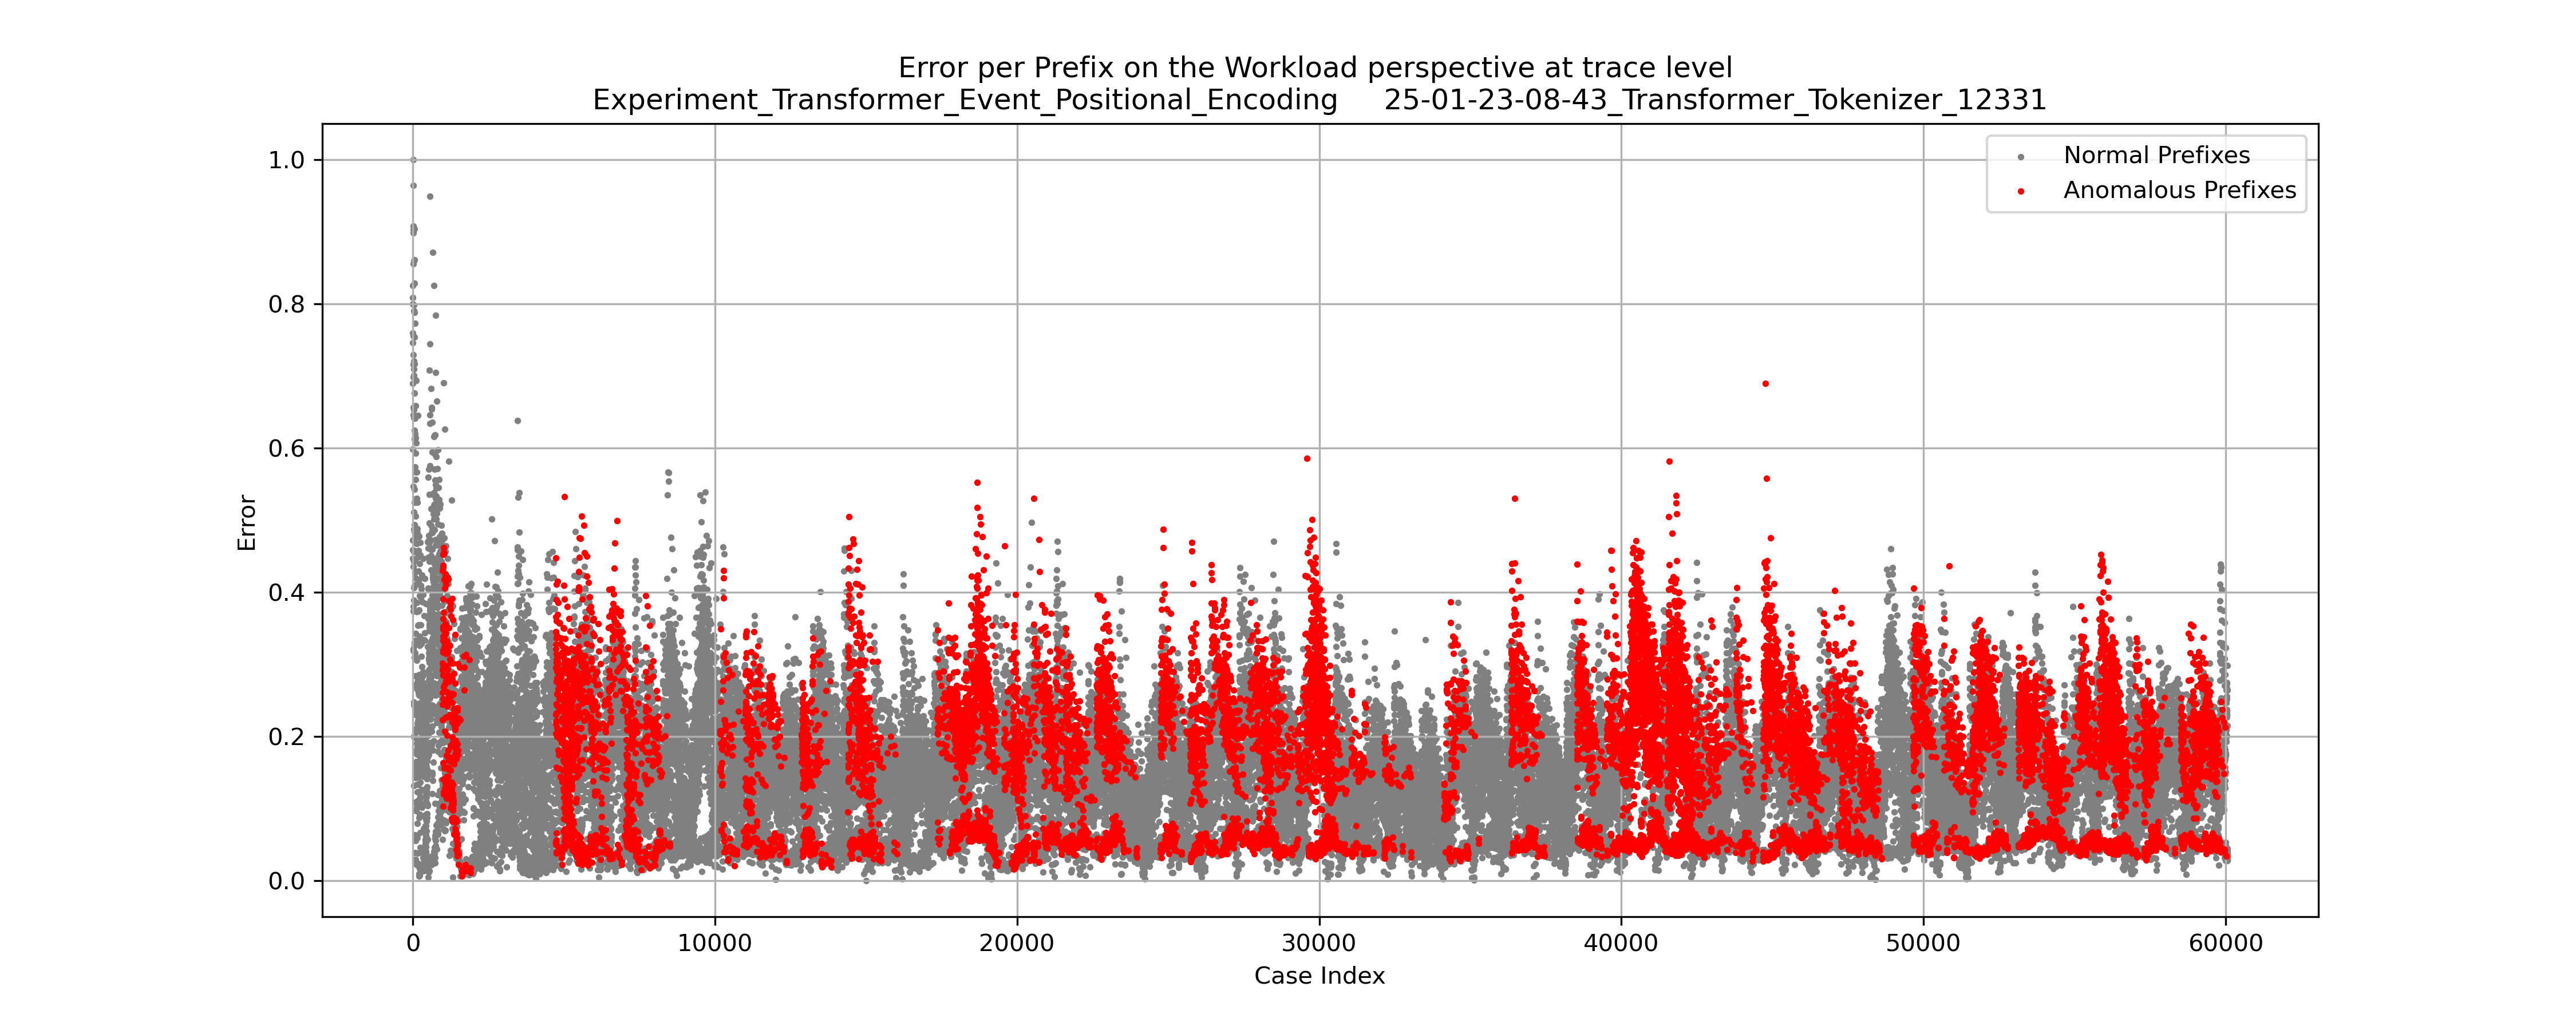 Error per Prefix on the Workload perspective at trace level
Experiment_Transformer_Event_Positional_Encoding 25-01-23-08-43_Transformer_Tokenizer_12331
Normal Prefixes
Anomalous Prefixes
1.0
0.8
0.6
0.4
0.2
0.0
Error
0 10000 20000 30000 40000 50000 60000
Case Index